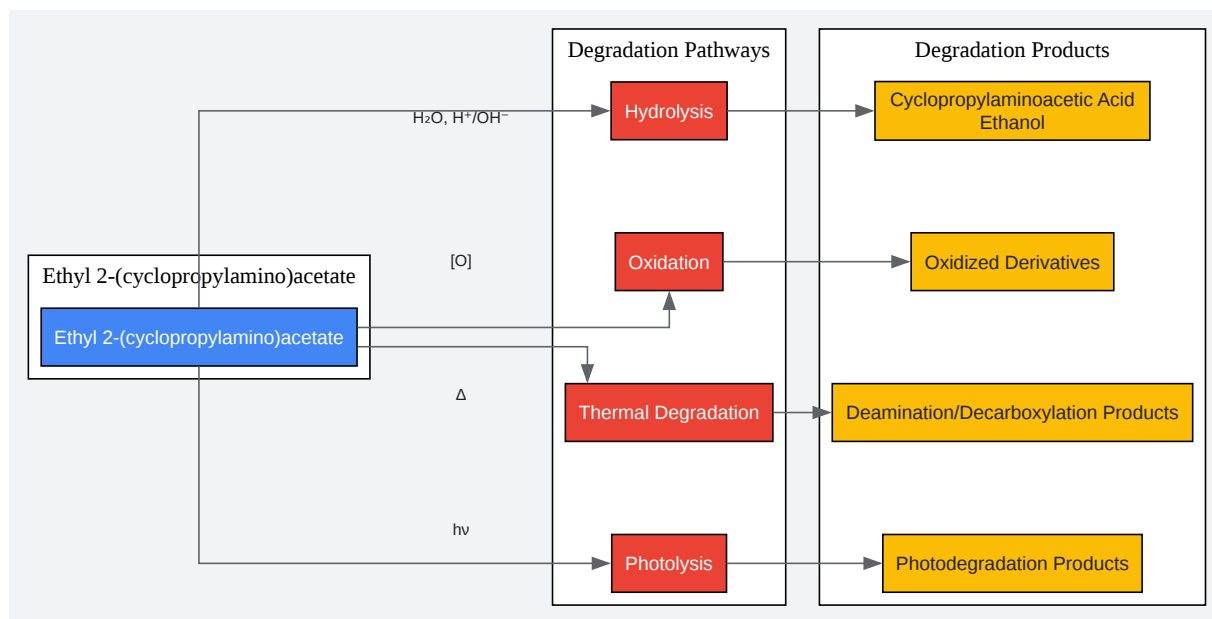 Degradation Pathways
Degradation Products
Hydrolysis
Cyclopropylaminoacetic Acid
Ethanol
H₂O, H⁺/OH⁻
[O]
Oxidation
Oxidized Derivatives
Ethyl 2-(cyclopropylamino)acetate
Ethyl 2-(cyclopropylamino)acetate
Δ
Thermal Degradation
Deamination/Decarboxylation Products
hν
Photolysis
Photodegradation Products